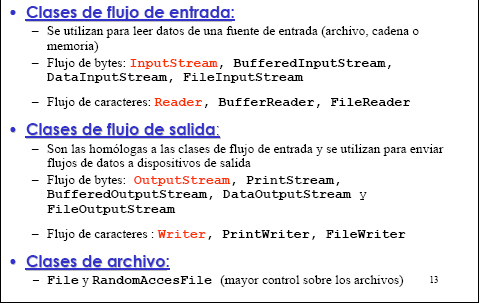 • Clases de flujo de entrada:
– Se utilizan para leer datos de una fuente de entrada (archivo, cadena o
memoria)
– Flujo de bytes: InputStream, BufferedInputStream,
DataInputStream, FileInputStream
– Flujo de caracteres: Reader, BufferReader, FileReader
• Clases de flujo de salida:
– Son las homólogas a las clases de flujo de entrada y se utilizan para enviar
flujos de datos a dispositivos de salida
– Flujo de bytes: OutputStream, PrintStream,
BufferedOutputStream, DataOutputStream y
FileOutputStream
– Flujo de caracteres : Writer, PrintWriter, FileWriter
• Clases de archivo:
– File y RandomAccesFile (mayor control sobre los archivos) 13